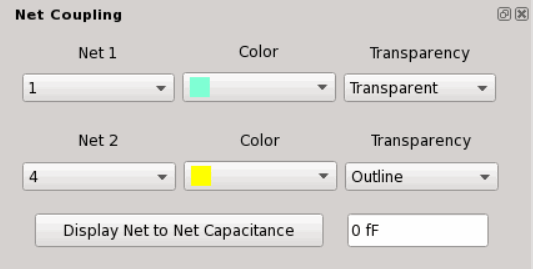 Net Coupling
Net 1 Color Transparency
1 Transparent
Net 2 Color Transparency
4 Outline
Display Net to Net Capacitance 0 fF